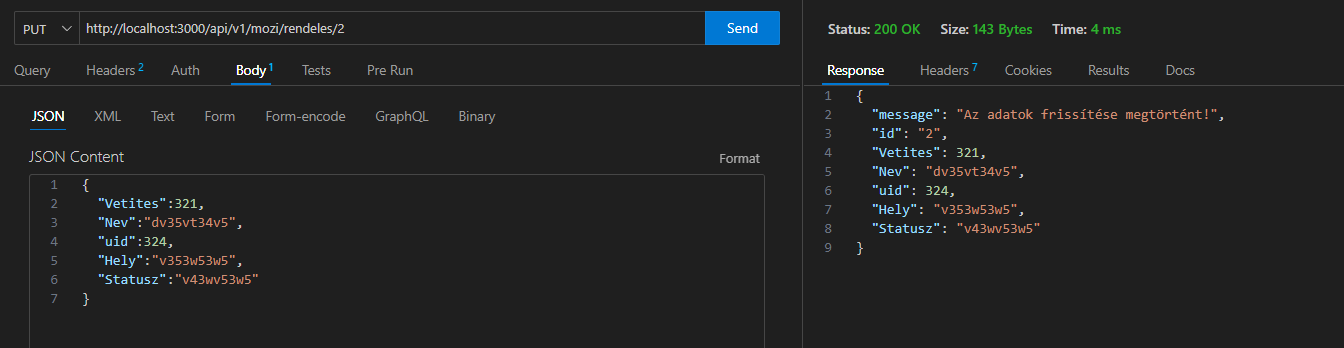 PUT http://localhost:3000/api/v1/mozi/rendeles/2 Send
Query Headers 2 Auth Body 1 Tests Pre Run
JSON XML Text Form Form-encode GraphQL Binary
JSON Content Format
1 {
2 "Vetites":321,
3 "Nev":"dv35vt34v5",
4 "uid":324,
5 "Hely":"v353w53w5",
6 "Statusz":"v43wv53w5"
7 }
Status: 200 OK Size: 143 Bytes Time: 4 ms
Response Headers 7 Cookies Results Docs
1 {
2 "message": "Az adatok frissítése megtörtént!",
3 "id": "2",
4 "Vetites": 321,
5 "Nev": "dv35vt34v5",
6 "uid": 324,
7 "Hely": "v353w53w5",
8 "Statusz": "v43wv53w5"
9 }